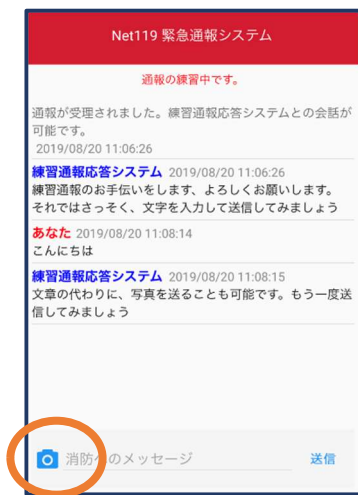 Net119 緊急通報システム
通報の練習中です。
通報が受理されました。練習通報応答システムとの会話が
可能です。
2019/08/20 11:06:26
練習通報応答システム 2019/08/20 11:06:26
練習通報のお手伝いをします、よろしくお願いします。
それではさっそく、文字を入力して送信してみましょう
あなた 2019/08/20 11:08:14
こんにちは
練習通報応答システム 2019/08/20 11:08:15
文章の代わりに、写真を送ることも可能です。もう一度送
信してみましょう
消防へのメッセージ 送信